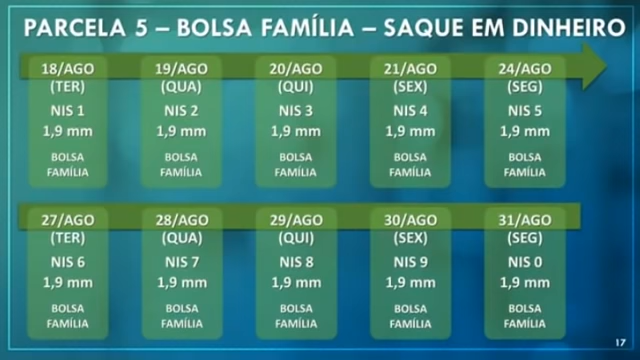 PARCELA 5 – BOLSA FAMÍLIA – SAQUE EM DINHEIRO
18/AGO
(TER)
NIS 1
1,9 mm
BOLSA
FAMÍLIA
19/AGO
(QUA)
NIS 2
1,9 mm
BOLSA
FAMÍLIA
20/AGO
(QUI)
NIS 3
1,9 mm
BOLSA
FAMÍLIA
21/AGO
(SEX)
NIS 4
1,9 mm
BOLSA
FAMÍLIA
24/AGO
(SEG)
NIS 5
1,9 mm
BOLSA
FAMÍLIA
27/AGO
(TER)
NIS 6
1,9 mm
BOLSA
FAMÍLIA
28/AGO
(QUA)
NIS 7
1,9 mm
BOLSA
FAMÍLIA
29/AGO
(QUI)
NIS 8
1,9 mm
BOLSA
FAMÍLIA
30/AGO
(SEX)
NIS 9
1,9 mm
BOLSA
FAMÍLIA
31/AGO
(SEG)
NIS 0
1,9 mm
BOLSA
FAMÍLIA
17